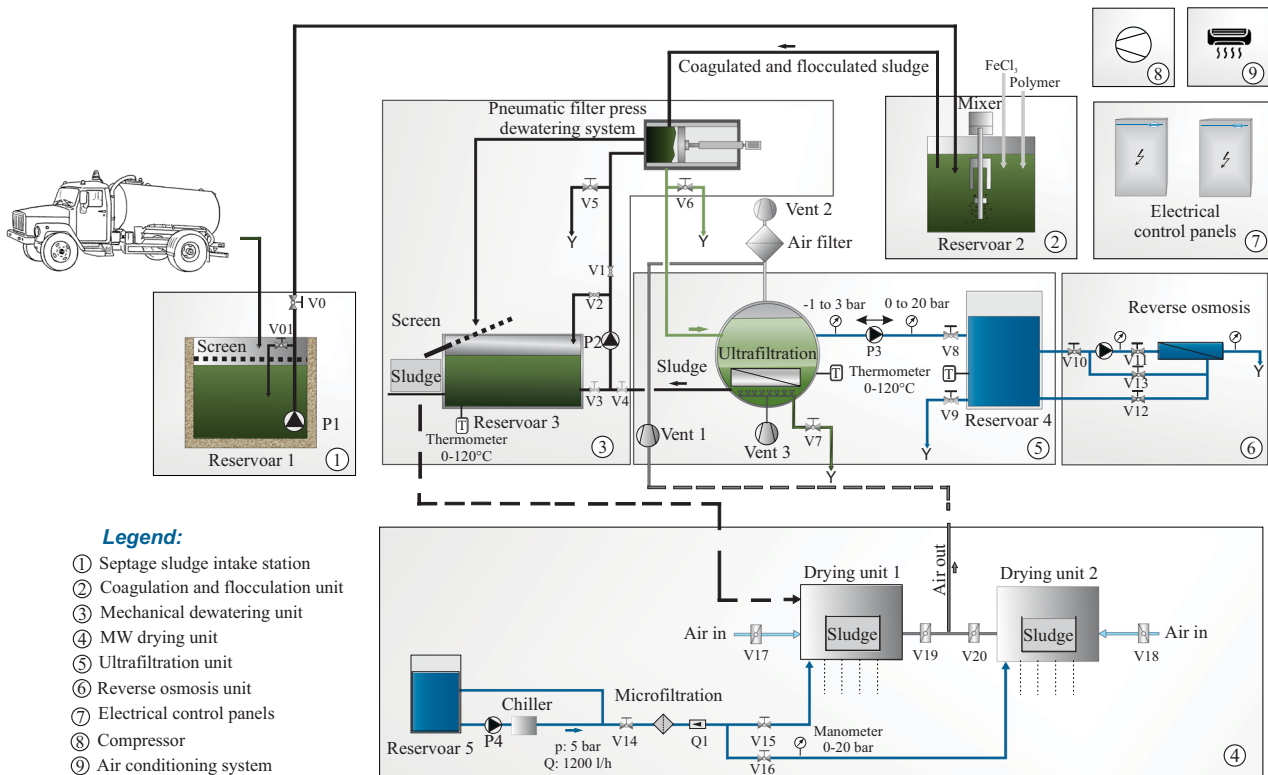 Coagulated and flocculated sludge
FeCl₃
Polymer
Mixer
Reservoar 2
②
⑧
⑨
Electrical
control panels
⑦
Pneumatic filter press
dewatering system
V5
Y
V6
Y
Vent 2
Air filter
V1
V2
P2
Screen
Sludge
Reservoar 3
Thermometer
0-120°C
T
V3
V4
③
V0
V01
Screen
P1
Reservoar 1
①
Sludge
Ultrafiltration
-1 to 3 bar
0 to 20 bar
P3
V8
T
Thermometer
0-120°C
T
V9
Y
Reservoar 4
Vent 1
Vent 3
V7
Y
⑤
Reverse osmosis
V10
V11
V13
V12
Y
⑥
Legend:
① Septage sludge intake station
② Coagulation and flocculation unit
③ Mechanical dewatering unit
④ MW drying unit
⑤ Ultrafiltration unit
⑥ Reverse osmosis unit
⑦ Electrical control panels
⑧ Compressor
⑨ Air conditioning system
Drying unit 1
Air out
Drying unit 2
Air in
V17
Sludge
V19
V20
Sludge
Air in
V18
Reservoar 5
P4
Chiller
p: 5 bar
Q: 1200 l/h
V14
Microfiltration
Q1
V15
V16
Manometer
0-20 bar
④